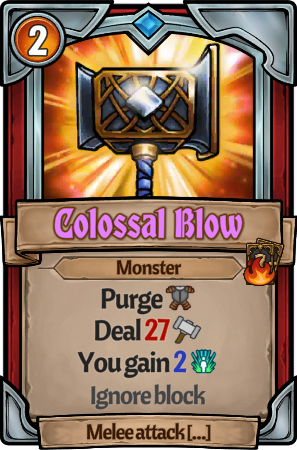 2
Colossal Blow
Monster
Purge
Deal 27
You gain 2
Ignore block
Melee attack [...]